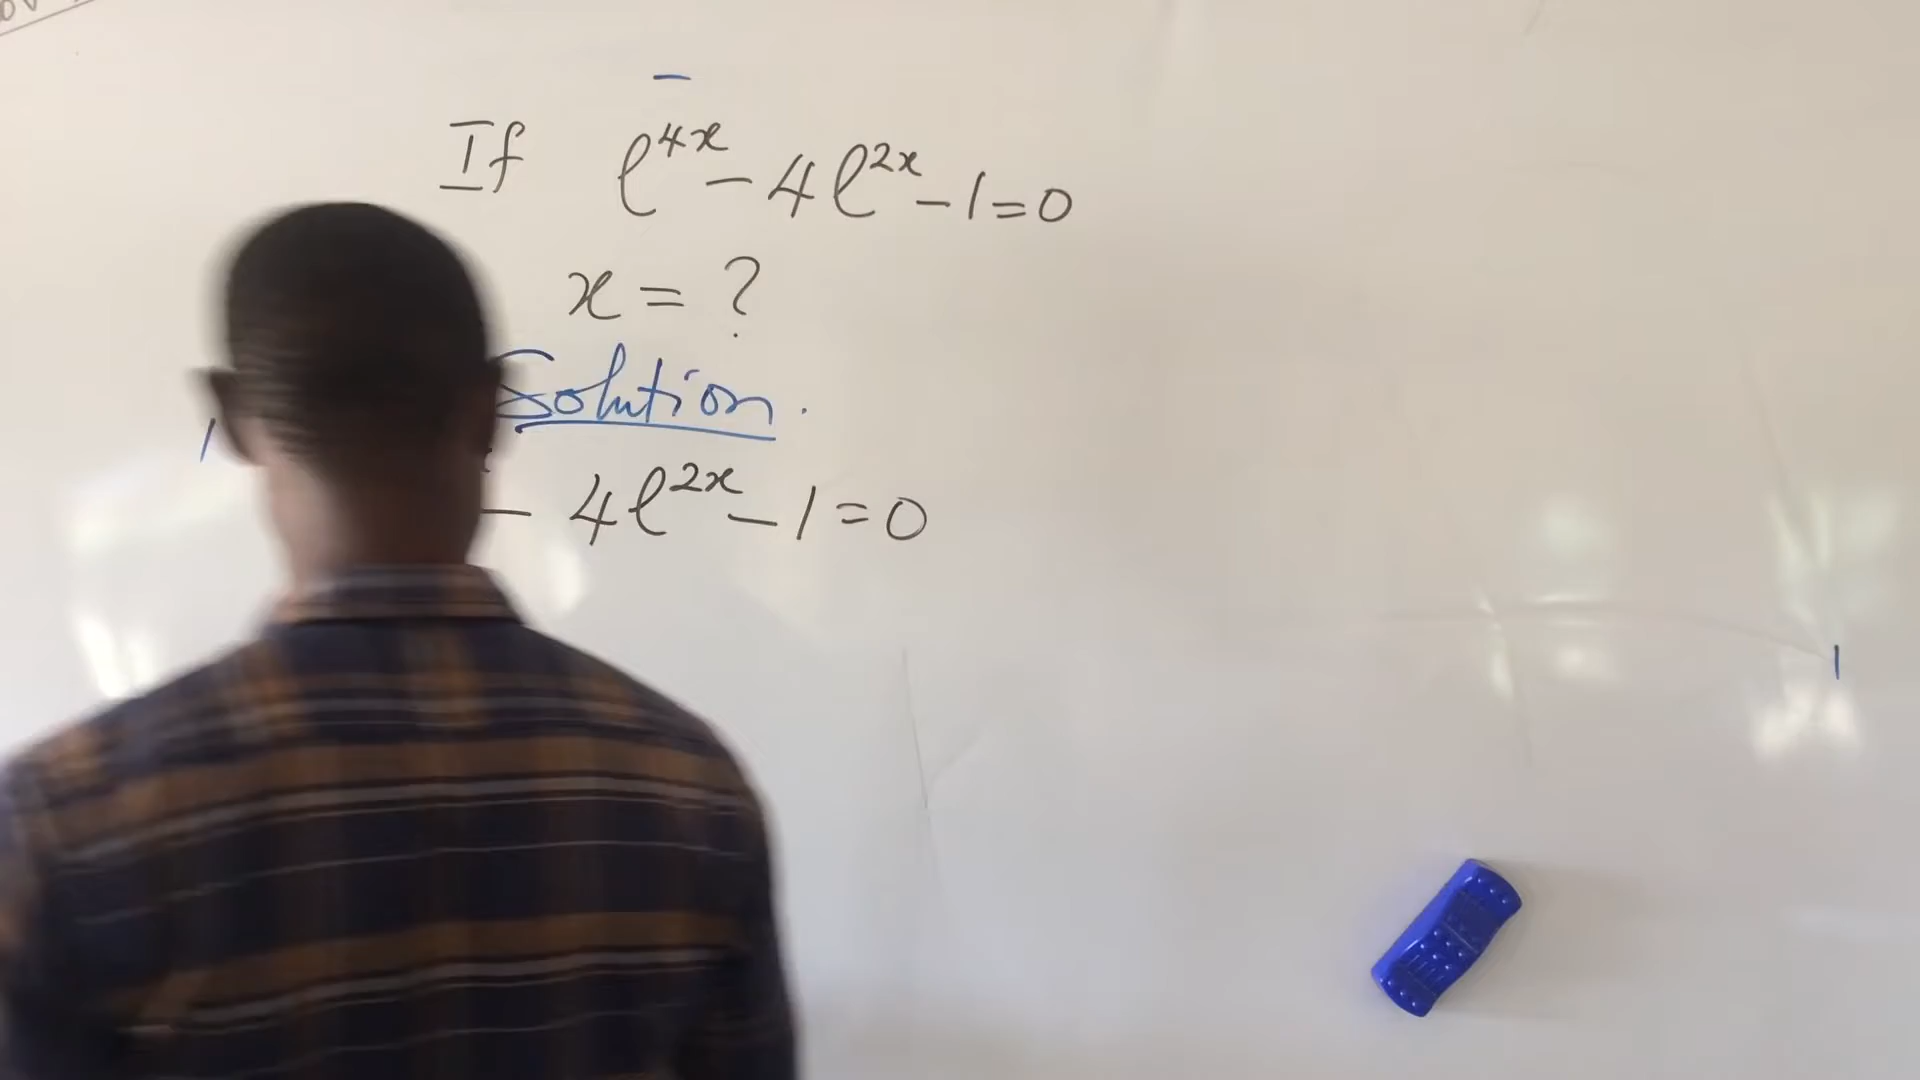 If e^{4x} - 4e^{2x} - 1 = 0
x = ?
Solution.
- 4e^{2x} - 1 = 0